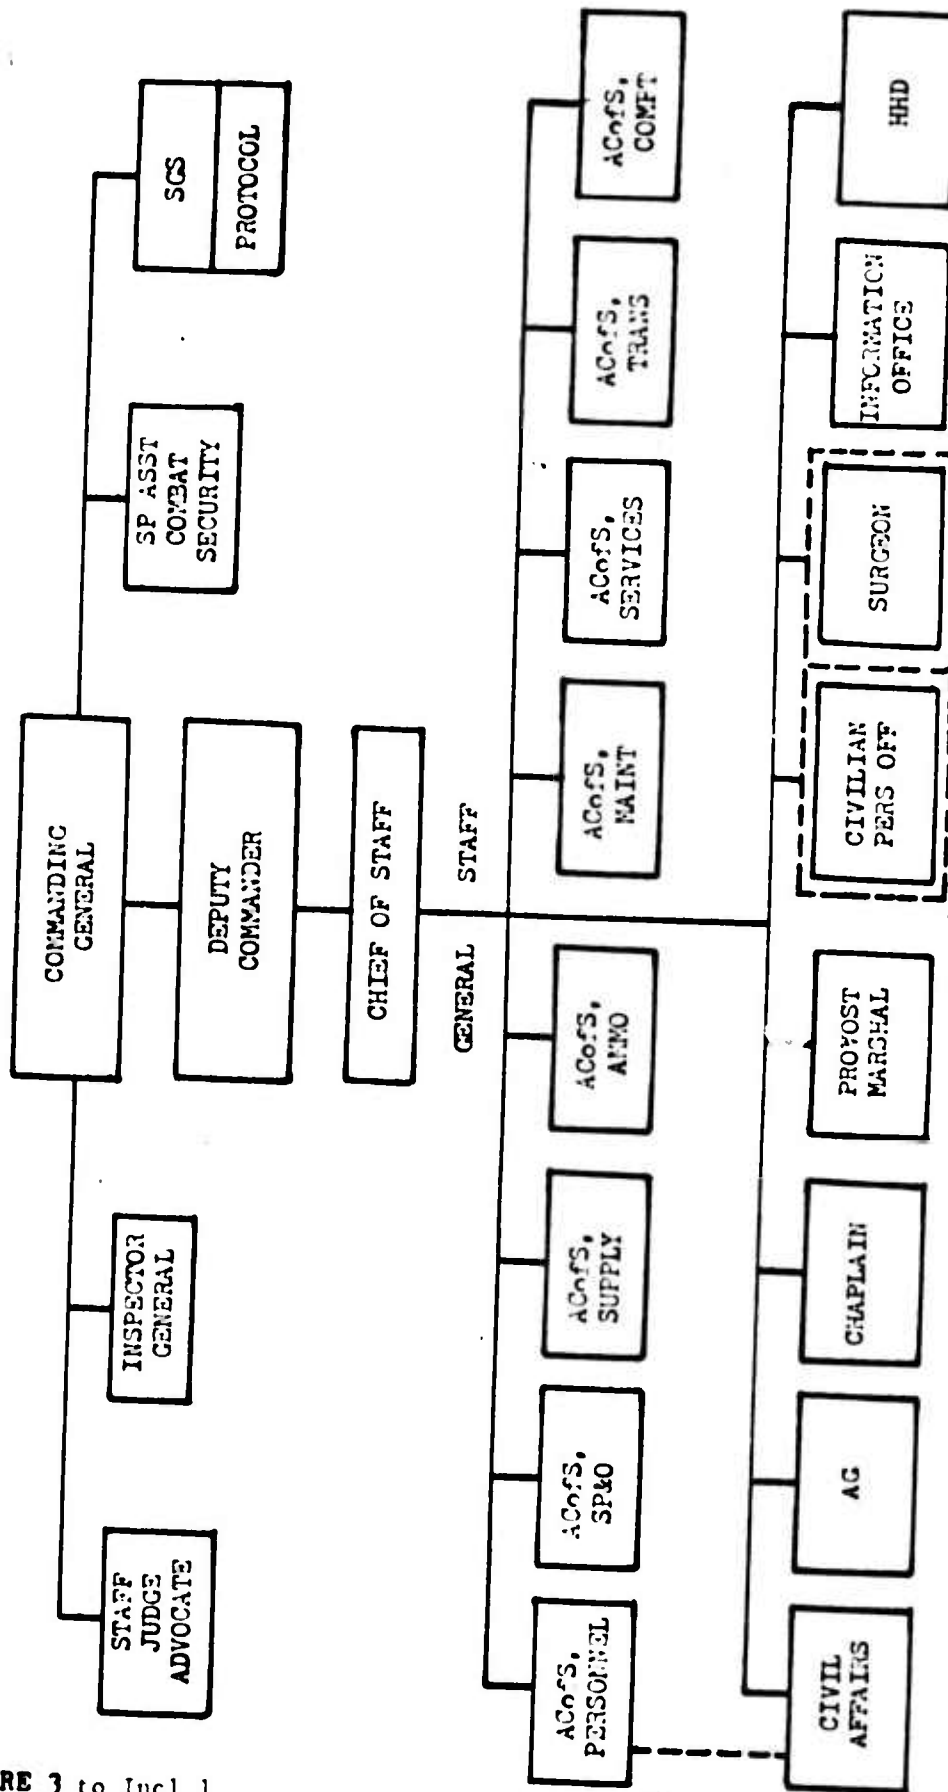 COMMANDING
GENERAL
STAFF
JUDGE
ADVOCATE
INSPECTOR
GENERAL
SP ASST
COMBAT
SECURITY
SGS
PROTOCOL
DEPUTY
COMMANDER
CHIEF OF STAFF
GENERAL STAFF
ACofS,
PERSONNEL
ACofS,
SP&O
ACofS,
SUPPLY
ACofS,
AMMO
ACofS,
MAINT
ACofS,
SERVICES
ACofS,
TRANS
ACofS,
COMPT
CIVIL
AFFAIRS
AG
CHAPLAIN
PROVOST
MARSHAL
CIVILIAN
PERS OFF
SURGEON
INFORMATION
OFFICE
HHD
RE 3 to Incl 1